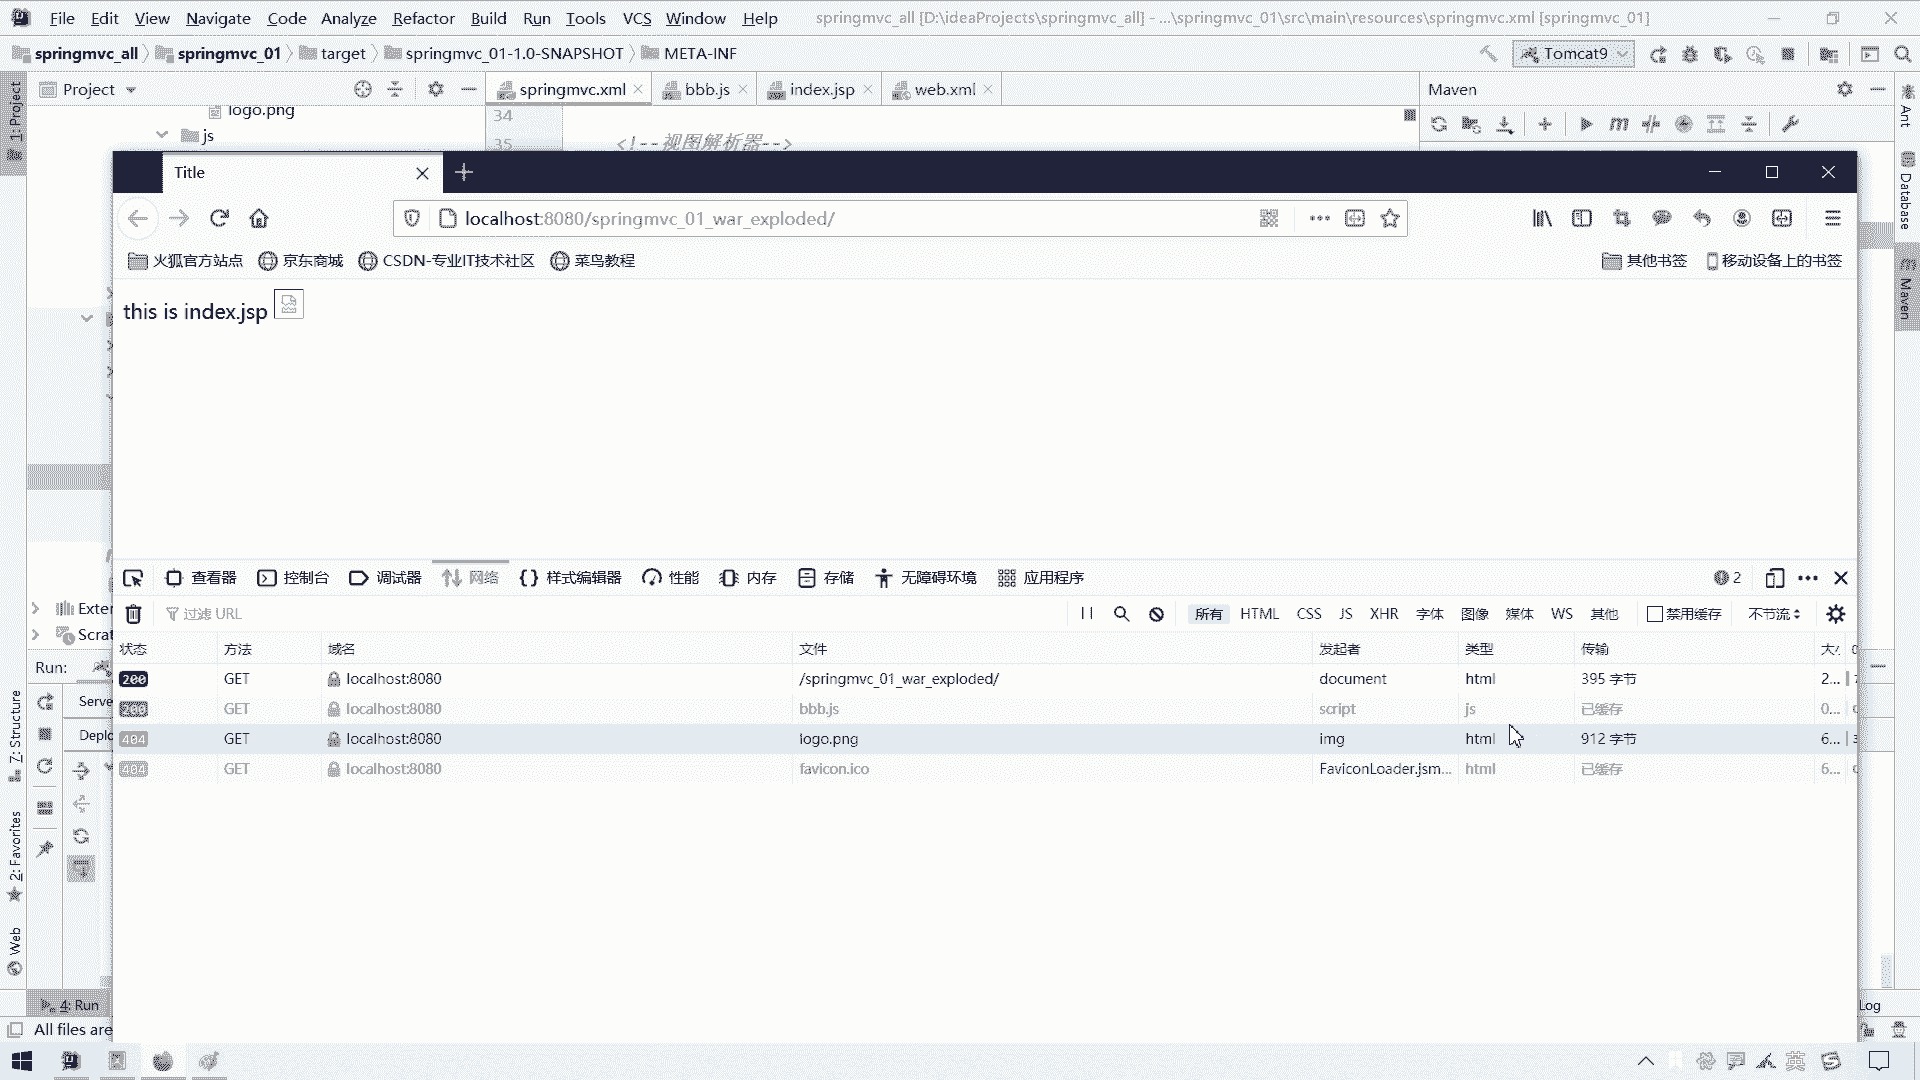 File Edit View Navigate Code Analyze Refactor Build Run Tools VCS Window Help springmvc_all [D:\ideaProjects\springmvc_all] - ...\springmvc_01\src\main\resources\springmvc.xml [springmvc_01]
springmvc_all springmvc_01 target springmvc_01-1.0-SNAPSHOT META-INF Tomcat9
1: Project
Project springmvc.xml bbb.js index.jsp web.xml Maven
Ant
logo.png 34
js 35 <!--视图解析器-->
Database
Maven
Title
localhost:8080/springmvc_01_war_exploded/
火狐官方站点 京东商城 CSDN-专业IT技术社区 菜鸟教程 其他书签 移动设备上的书签
this is index.jsp
查看器 控制台 调试器 网络 样式编辑器 性能 内存 存储 无障碍环境 应用程序 2
Exter
过滤 URL 所有 HTML CSS JS XHR 字体 图像 媒体 WS 其他 禁用缓存 不节流
Scrat
状态 方法 域名 文件 发起者 类型 传输
Run:
200 GET localhost:8080 /springmvc_01_war_exploded/ document html 395 字节 2...
Serve
200 GET localhost:8080 bbb.js script js 已缓存 0...
Deplo
404 GET localhost:8080 logo.png img html 912 字节 6...
404 GET localhost:8080 favicon.ico FaviconLoader.jsm... html 已缓存 6...
Z: Structure
2: Favorites
Web
4: Run Log
All files are
英